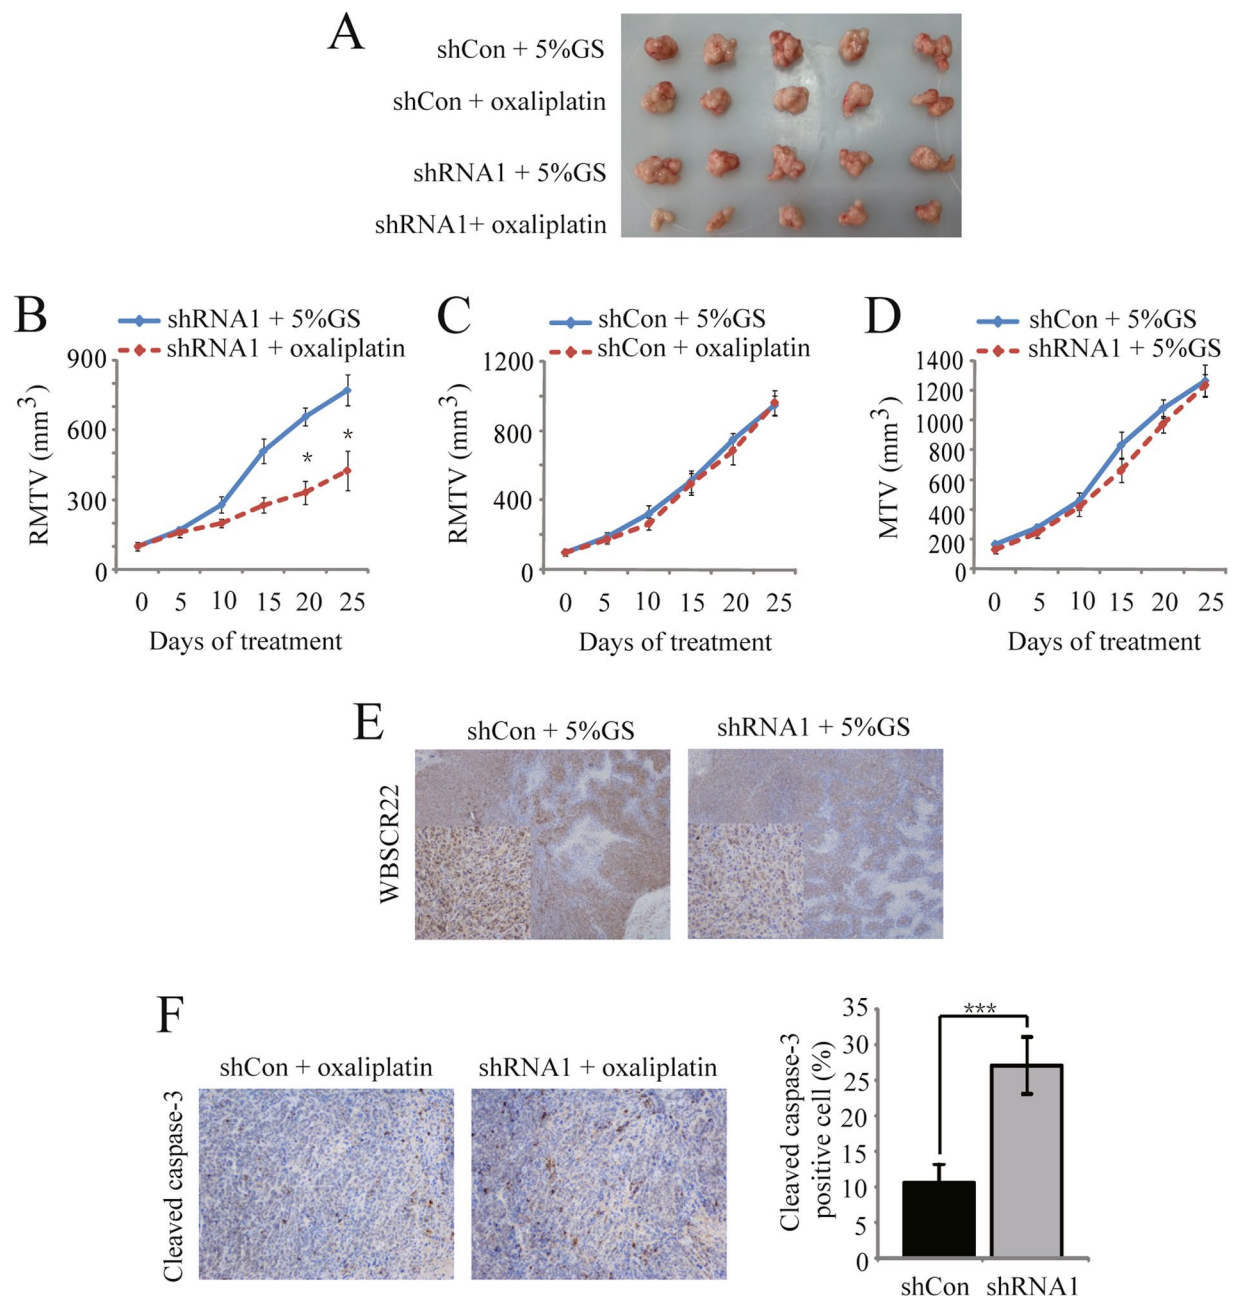 A
shCon + 5%GS
shCon + oxaliplatin
shRNA1 + 5%GS
shRNA1+ oxaliplatin
B
shRNA1 + 5%GS
shRNA1 + oxaliplatin
900
600
300
0
RMTV (mm³)
*
*
0 5 10 15 20 25
Days of treatment
C
shCon + 5%GS
shCon + oxaliplatin
1200
800
400
0
RMTV (mm³)
0 5 10 15 20 25
Days of treatment
D
shCon + 5%GS
shRNA1 + 5%GS
1400
1200
1000
800
600
400
200
0
MTV (mm³)
0 5 10 15 20 25
Days of treatment
E
shCon + 5%GS
shRNA1 + 5%GS
WBSCR22
F
shCon + oxaliplatin
shRNA1 + oxaliplatin
Cleaved caspase-3
Cleaved caspase-3
positive cell (%)
35
30
25
20
15
10
5
0
***
shCon shRNA1